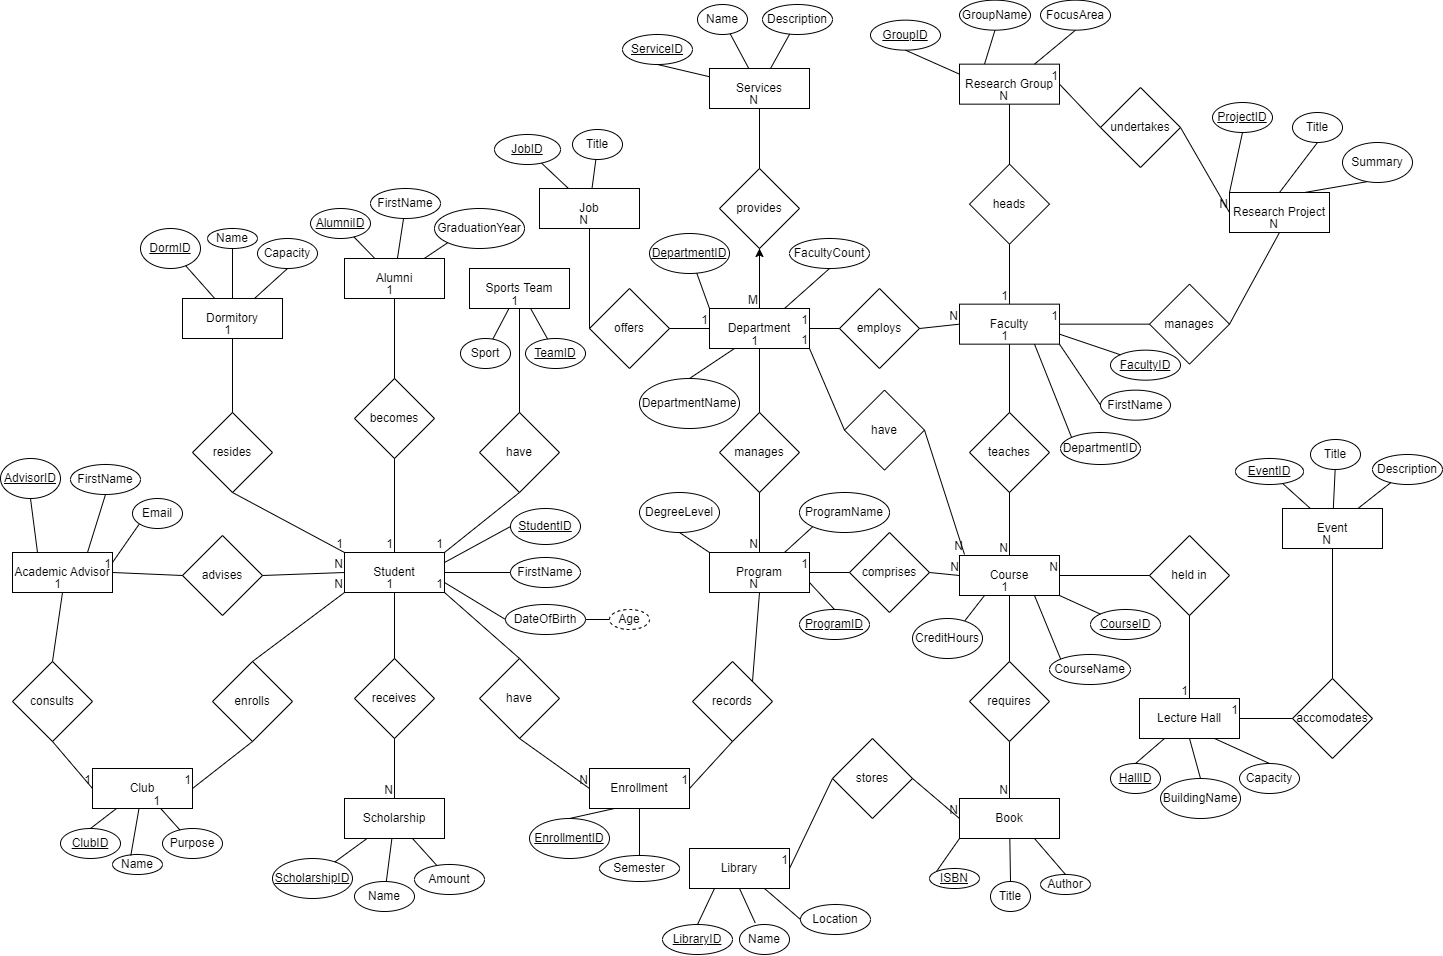 GroupName
FocusArea
Name
Description
GroupID
ServiceID
Research Group
1
N
Services
N
ProjectID
undertakes
Title
JobID
Title
Summary
FirstName
AlumniID
GraduationYear
Job
N
provides
heads
N
Research Project
N
DormID
Name
Capacity
DepartmentID
FacultyCount
Alumni
1
Sports Team
1
M
1
Dormitory
1
offers
1
Department
1
1
1
employs
N
Faculty
1
1
manages
Sport
TeamID
FacultyID
DepartmentName
FirstName
becomes
have
DepartmentID
resides
have
manages
teaches
AdvisorID
FirstName
EventID
Title
Description
Email
DegreeLevel
ProgramName
StudentID
Event
N
1
1
1
N
N
N
Academic Advisor
1
1
advises
N
N
Student
1
1
FirstName
Program
N
1
comprises
N
Course
1
N
held in
DateOfBirth
Age
ProgramID
CreditHours
CourseID
CourseName
consults
enrolls
receives
have
records
requires
1
Lecture Hall
1
accomodates
1
Club
1
1
N
N
Enrollment
1
stores
N
HallID
BuildingName
Capacity
Scholarship
N
Book
ClubID
Name
Purpose
EnrollmentID
Semester
Library
1
ScholarshipID
Name
Amount
ISBN
Title
Author
Location
LibraryID
Name